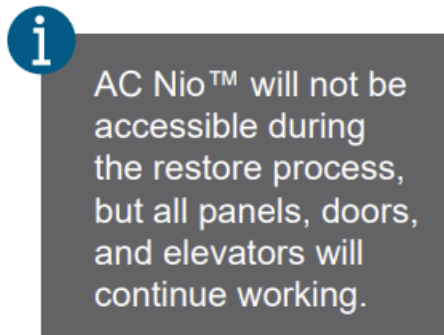 i
AC Nio™ will not be
accessible during
the restore process,
but all panels, doors,
and elevators will
continue working.